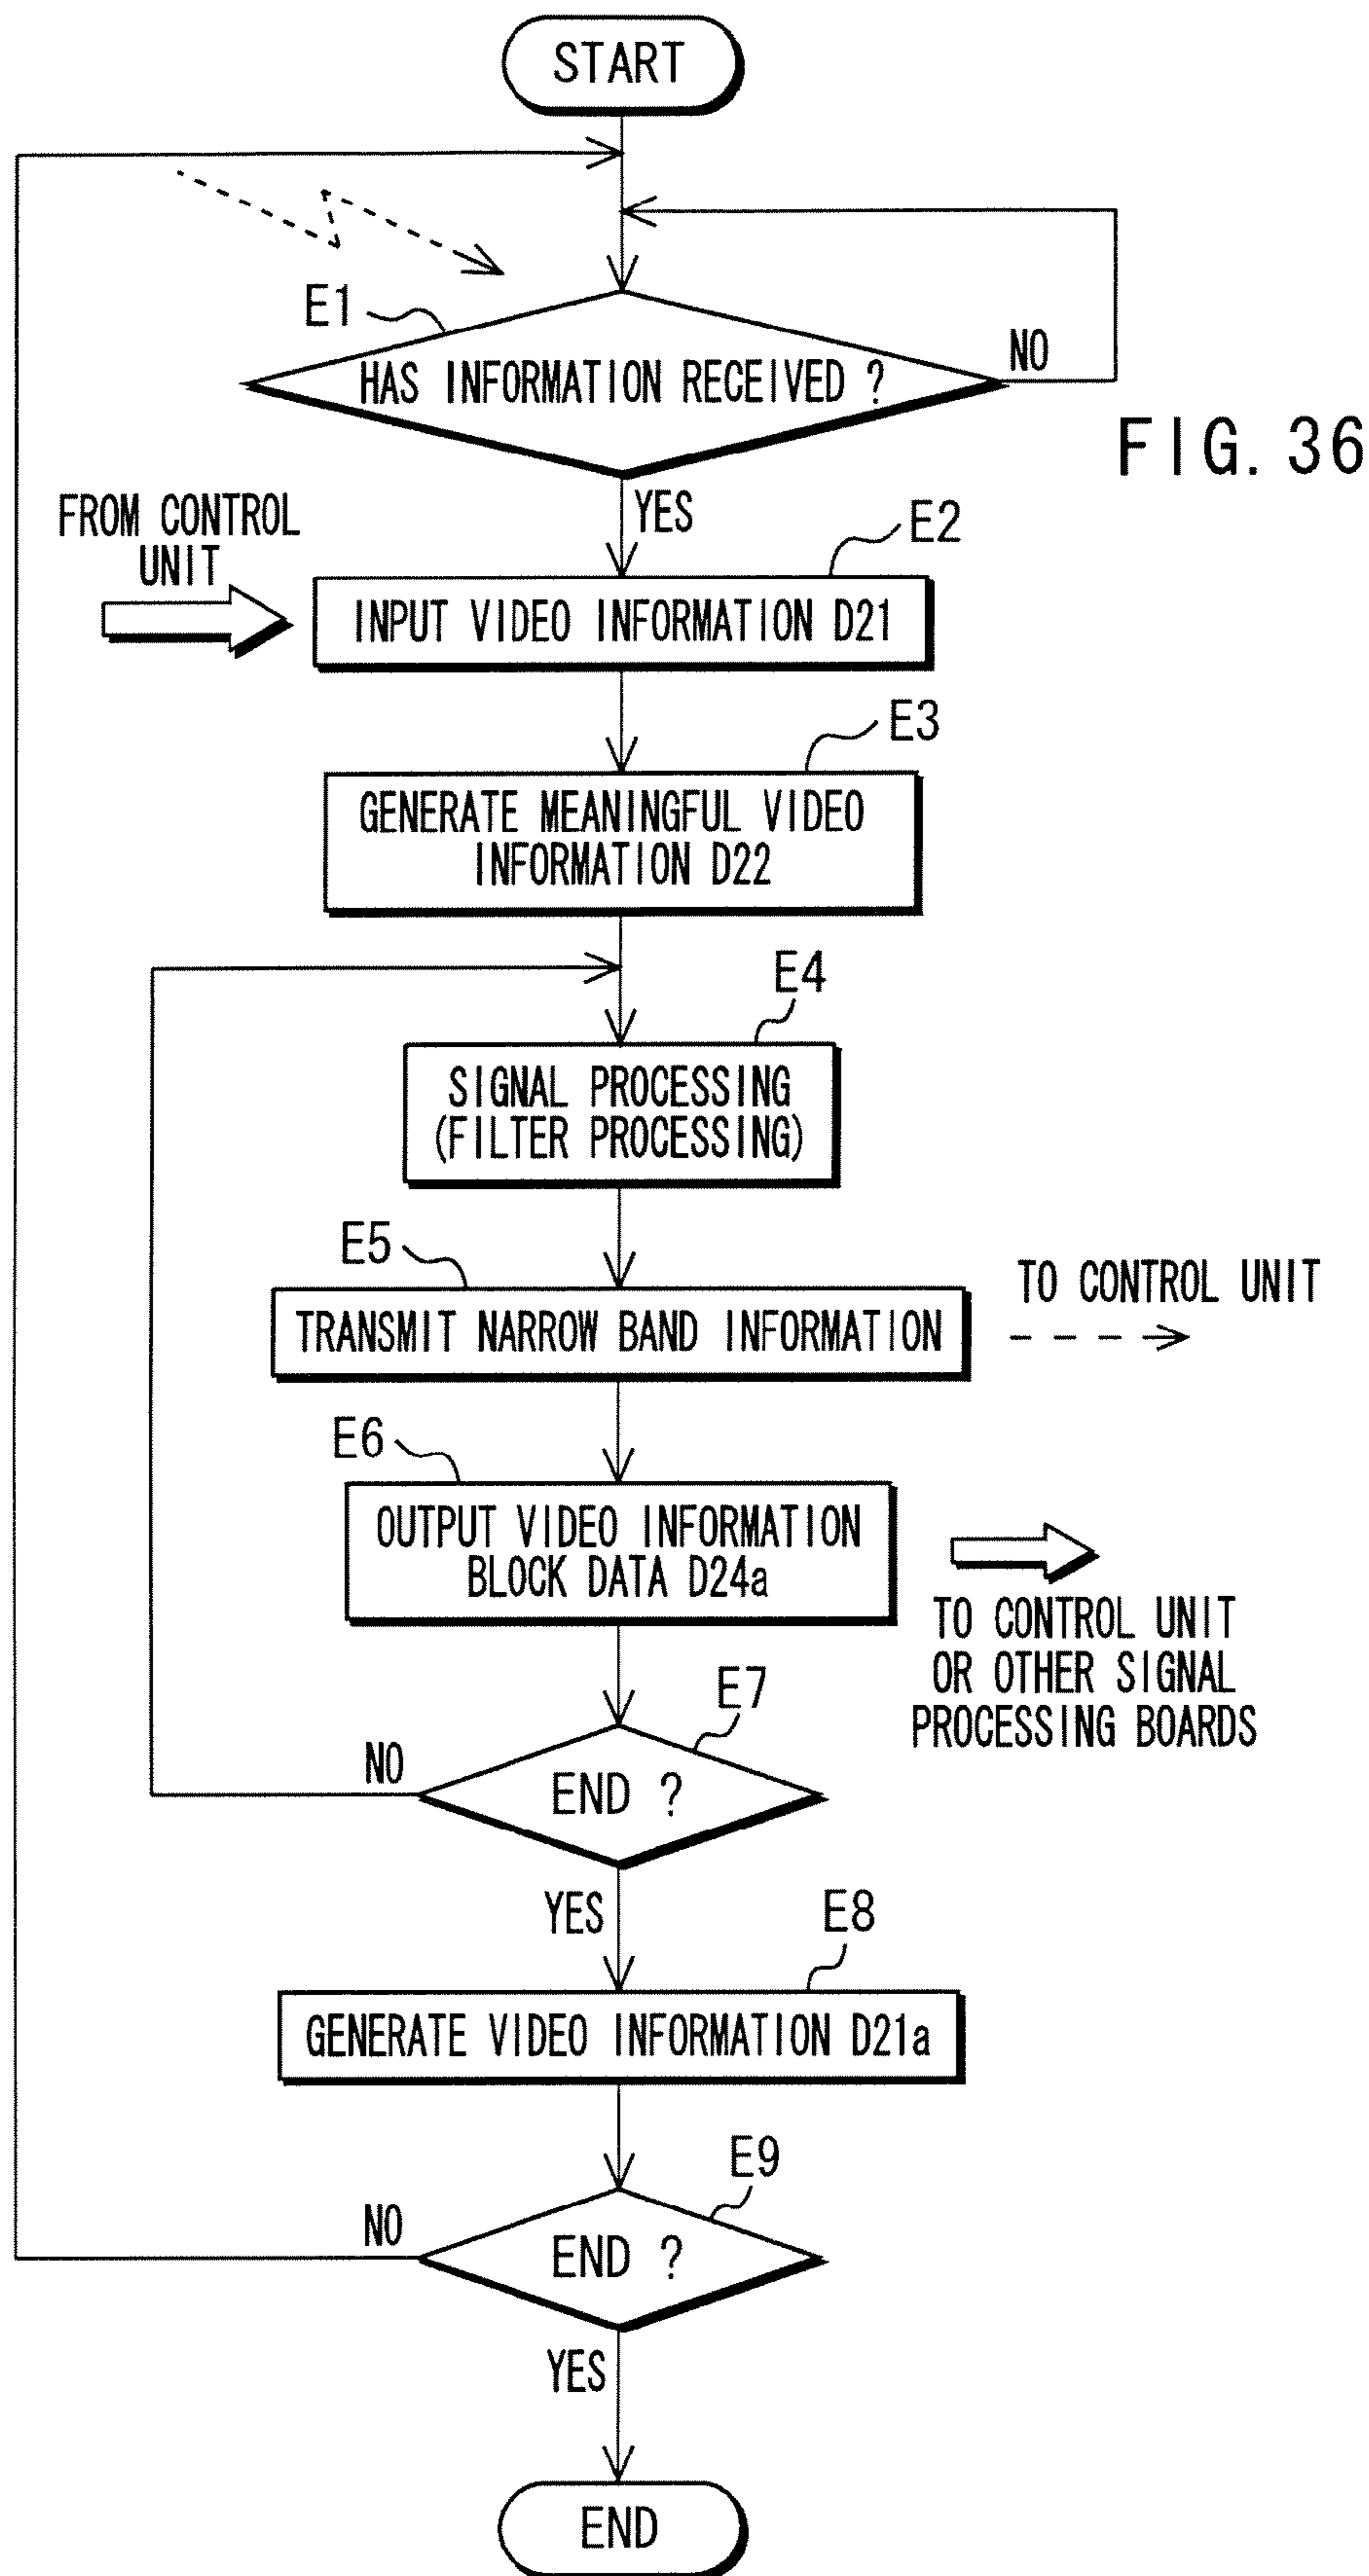 START
E1
HAS INFORMATION RECEIVED ?
NO
FIG. 36
YES
FROM CONTROL
UNIT
E2
INPUT VIDEO INFORMATION D21
E3
GENERATE MEANINGFUL VIDEO
INFORMATION D22
E4
SIGNAL PROCESSING
(FILTER PROCESSING)
E5
TRANSMIT NARROW BAND INFORMATION
TO CONTROL UNIT
E6
OUTPUT VIDEO INFORMATION
BLOCK DATA D24a
TO CONTROL UNIT
OR OTHER SIGNAL
PROCESSING BOARDS
E7
NO
END ?
YES
E8
GENERATE VIDEO INFORMATION D21a
E9
NO
END ?
YES
END